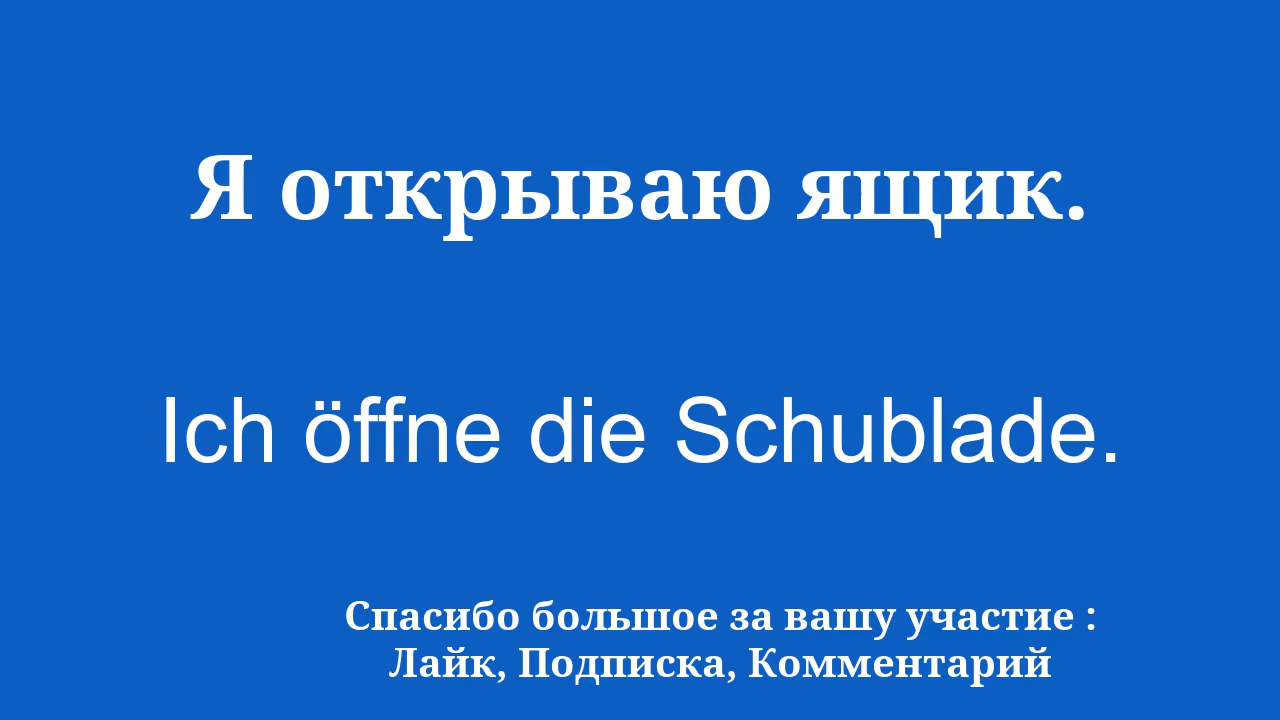 Я открываю ящик.
Ich öffne die Schublade.
Спасибо большое за вашу участие :
Лайк, Подписка, Комментарий